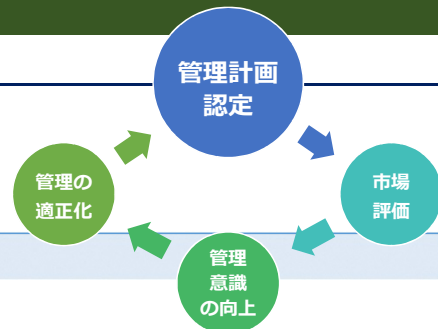 管理計画
認定
市場
評価
管理
意識
の向上
管理の
適正化